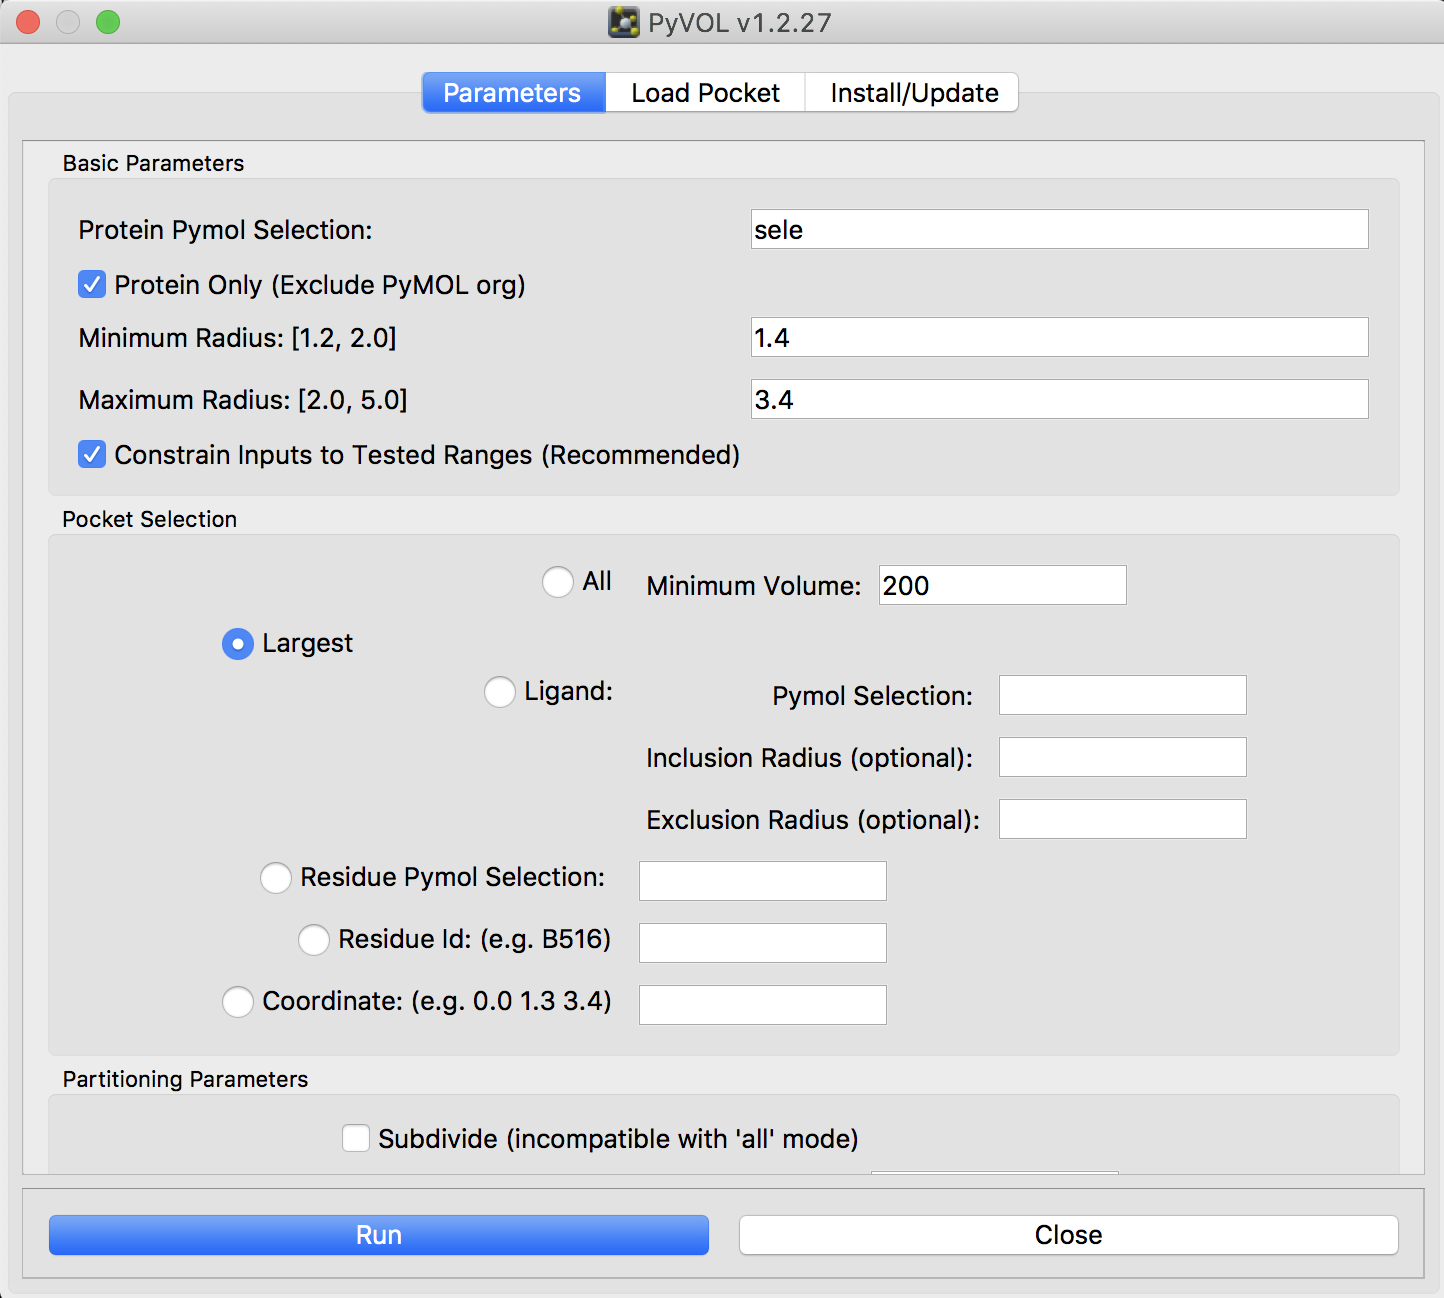 PyVOL v1.2.27
Parameters Load Pocket Install/Update
Basic Parameters
Protein Pymol Selection: sele
Protein Only (Exclude PyMOL org)
Minimum Radius: [1.2, 2.0] 1.4
Maximum Radius: [2.0, 5.0] 3.4
Constrain Inputs to Tested Ranges (Recommended)
Pocket Selection
All Minimum Volume: 200
Largest
Ligand: Pymol Selection:
Inclusion Radius (optional):
Exclusion Radius (optional):
Residue Pymol Selection:
Residue Id: (e.g. B516)
Coordinate: (e.g. 0.0 1.3 3.4)
Partitioning Parameters
Subdivide (incompatible with 'all' mode)
Run Close